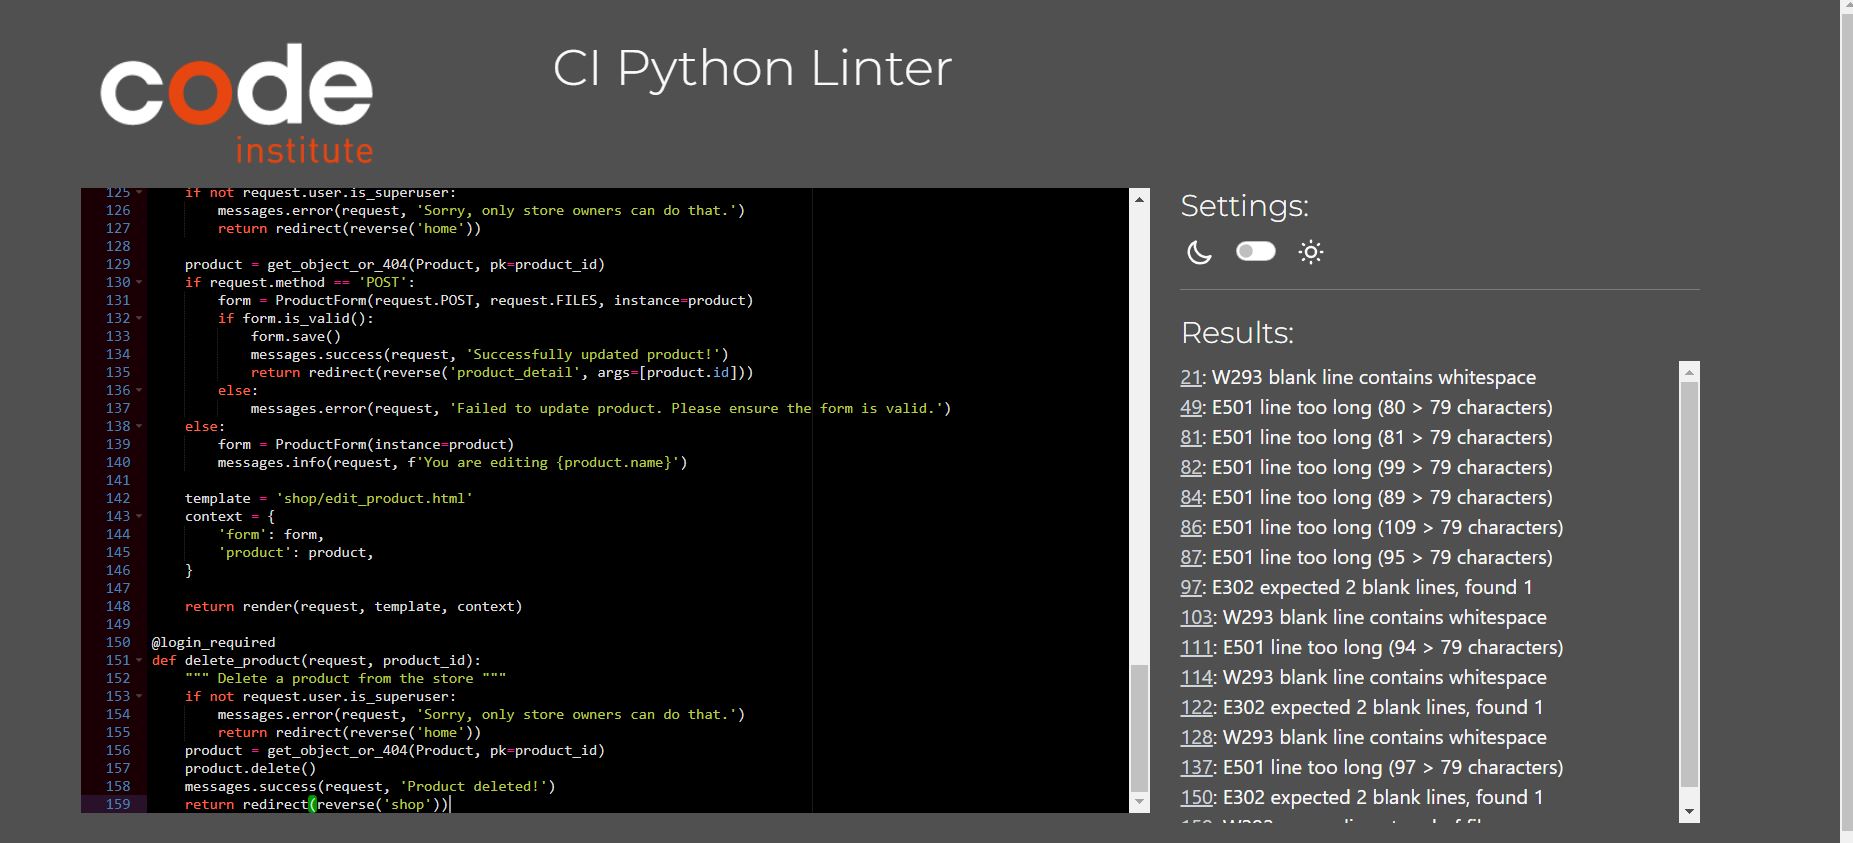 code
institute
CI Python Linter
125 if not request.user.is_superuser:
126 messages.error(request, 'Sorry, only store owners can do that.')
127 return redirect(reverse('home'))
128
129 product = get_object_or_404(Product, pk=product_id)
130 if request.method == 'POST':
131 form = ProductForm(request.POST, request.FILES, instance=product)
132 if form.is_valid():
133 form.save()
134 messages.success(request, 'Successfully updated product!')
135 return redirect(reverse('product_detail', args=[product.id]))
136 else:
137 messages.error(request, 'Failed to update product. Please ensure the form is valid.')
138 else:
139 form = ProductForm(instance=product)
140 messages.info(request, f'You are editing {product.name}')
141
142 template = 'shop/edit_product.html'
143 context = {
144 'form': form,
145 'product': product,
146 }
147
148 return render(request, template, context)
149
150 @login_required
151 def delete_product(request, product_id):
152 """ Delete a product from the store """
153 if not request.user.is_superuser:
154 messages.error(request, 'Sorry, only store owners can do that.')
155 return redirect(reverse('home'))
156 product = get_object_or_404(Product, pk=product_id)
157 product.delete()
158 messages.success(request, 'Product deleted!')
159 return redirect(reverse('shop'))
Settings:
Results:
21: W293 blank line contains whitespace
49: E501 line too long (80 > 79 characters)
81: E501 line too long (81 > 79 characters)
82: E501 line too long (99 > 79 characters)
84: E501 line too long (89 > 79 characters)
86: E501 line too long (109 > 79 characters)
87: E501 line too long (95 > 79 characters)
97: E302 expected 2 blank lines, found 1
103: W293 blank line contains whitespace
111: E501 line too long (94 > 79 characters)
114: W293 blank line contains whitespace
122: E302 expected 2 blank lines, found 1
128: W293 blank line contains whitespace
137: E501 line too long (97 > 79 characters)
150: E302 expected 2 blank lines, found 1